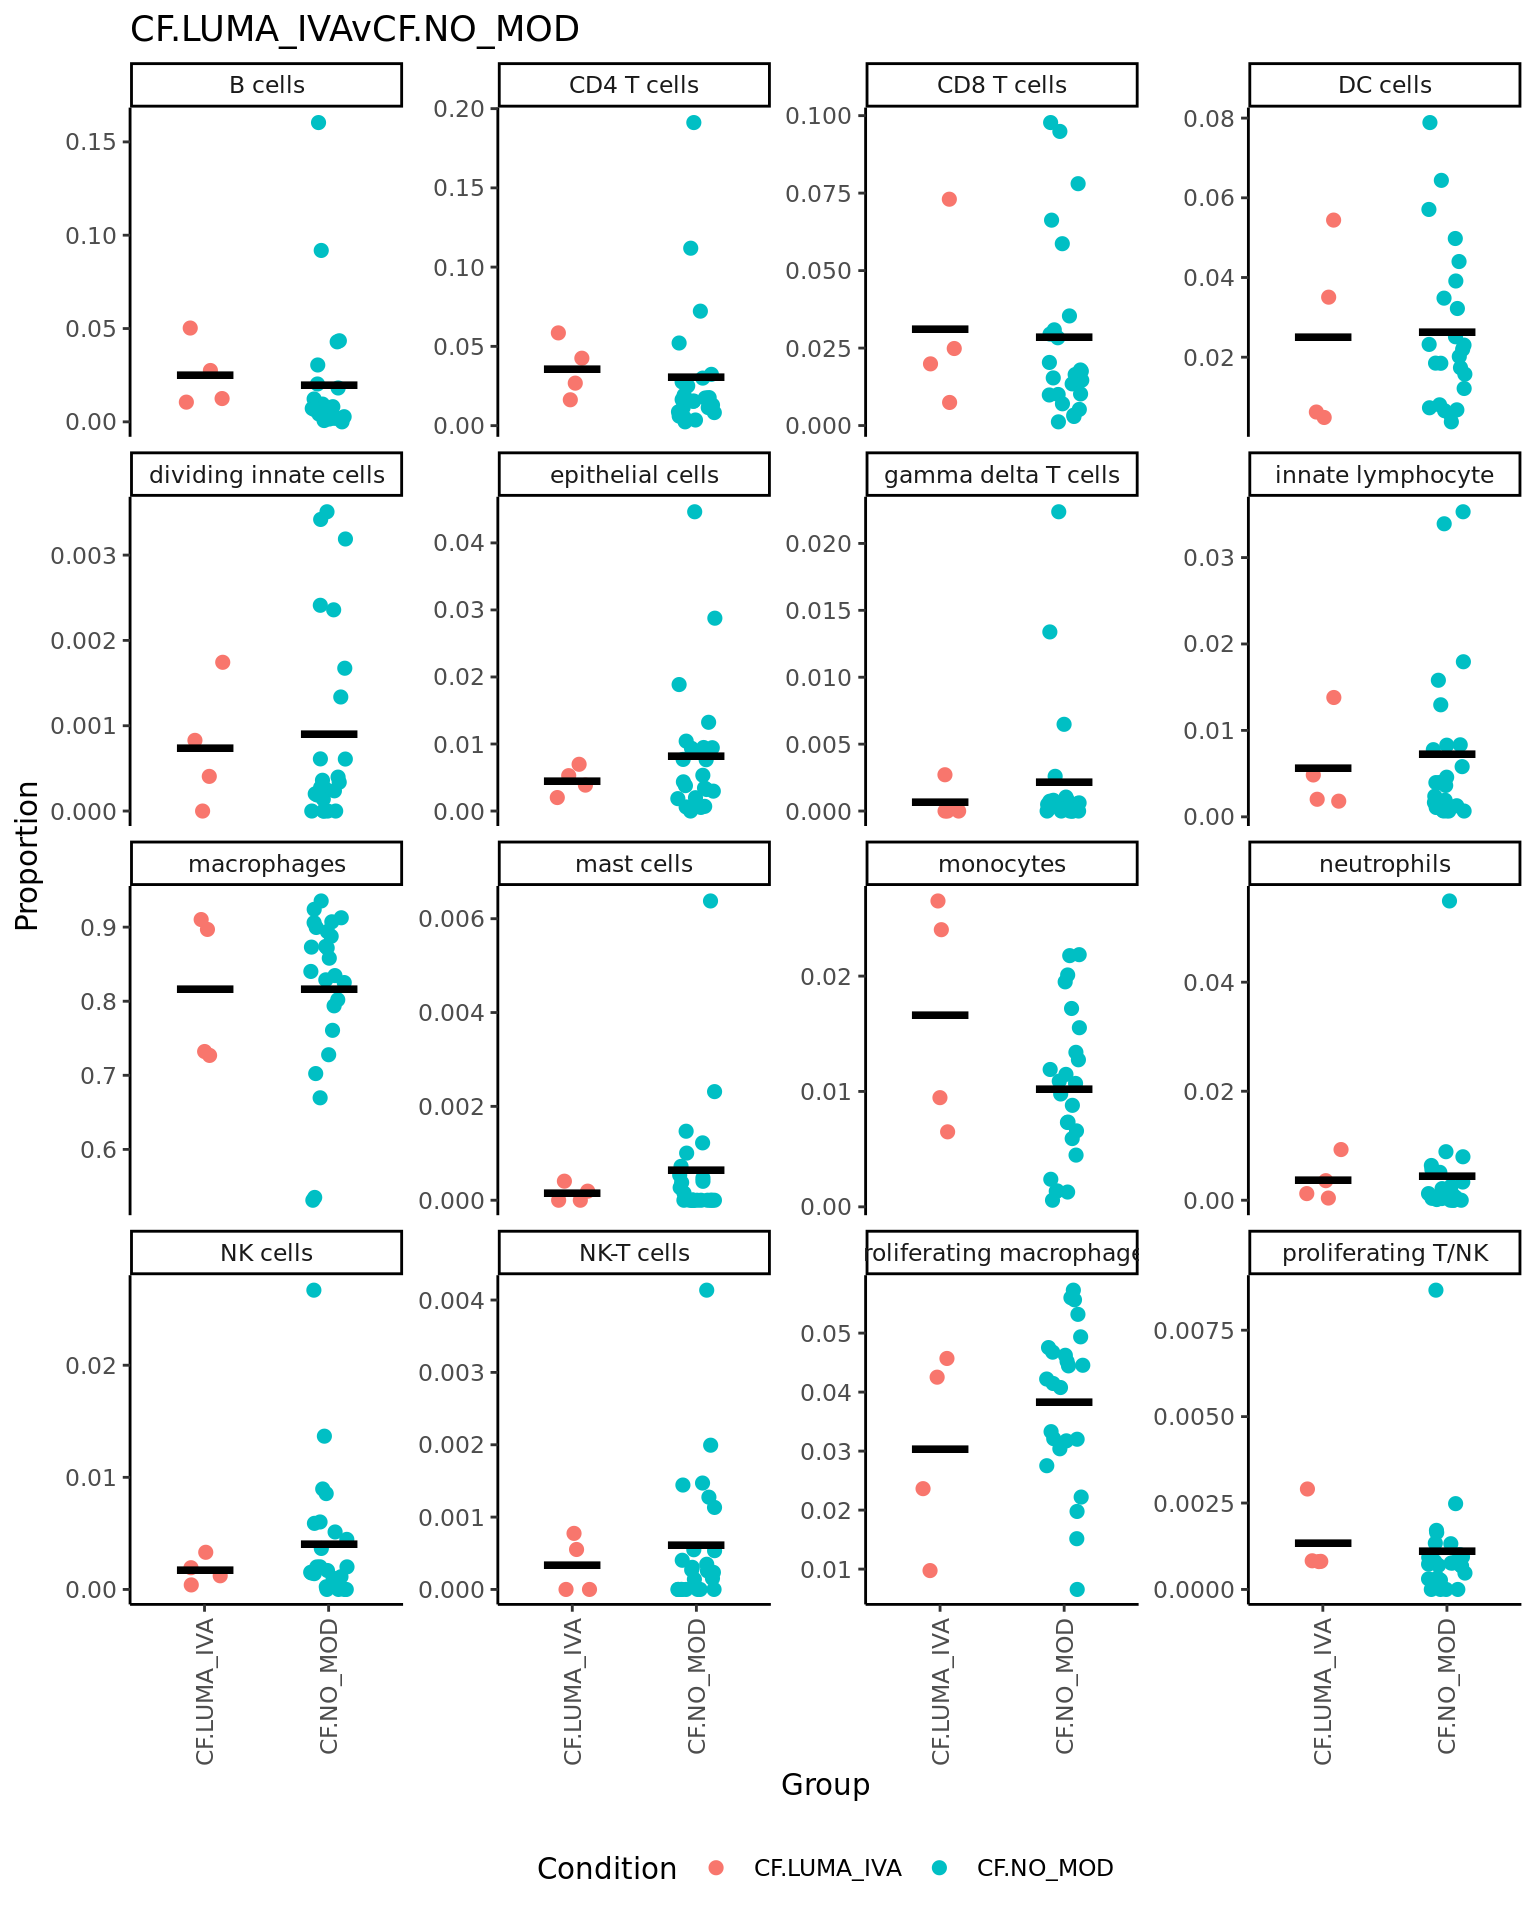 CF.LUMA_IVAvCF.NO_MOD
B cells
CD4 T cells
CD8 T cells
DC cells
0.15
0.10
0.05
0.00
0.20
0.15
0.10
0.05
0.00
0.100
0.075
0.050
0.025
0.000
0.08
0.06
0.04
0.02
dividing innate cells
epithelial cells
gamma delta T cells
innate lymphocyte
0.003
0.002
0.001
0.000
0.04
0.03
0.02
0.01
0.00
0.020
0.015
0.010
0.005
0.000
0.03
0.02
0.01
0.00
Proportion
macrophages
mast cells
monocytes
neutrophils
0.9
0.8
0.7
0.6
0.006
0.004
0.002
0.000
0.02
0.01
0.00
0.04
0.02
0.00
NK cells
NK-T cells
roliferating macrophage
proliferating T/NK
0.02
0.01
0.00
0.004
0.003
0.002
0.001
0.000
0.05
0.04
0.03
0.02
0.01
0.0075
0.0050
0.0025
0.0000
CF.LUMA_IVA
CF.NO_MOD
CF.LUMA_IVA
CF.NO_MOD
CF.LUMA_IVA
CF.NO_MOD
CF.LUMA_IVA
CF.NO_MOD
Group
Condition CF.LUMA_IVA CF.NO_MOD